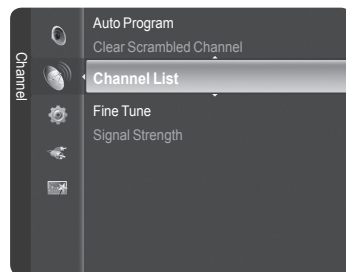 Channel
Auto Program
Clear Scrambled Channel
Channel List
Fine Tune
Signal Strength